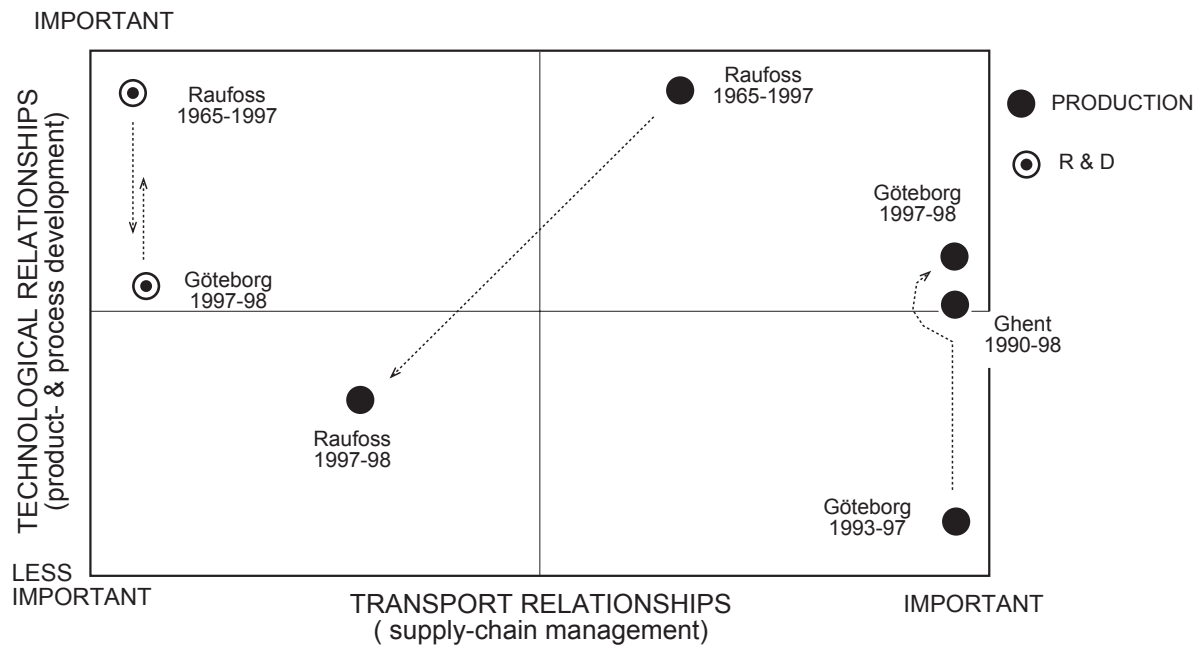 IMPORTANT
Raufoss
1965-1997
Raufoss
1965-1997
PRODUCTION
R & D
Göteborg
1997-98
Göteborg
1997-98
Ghent
1990-98
Raufoss
1997-98
Göteborg
1993-97
TECHNOLOGICAL RELATIONSHIPS
(product- & process development)
LESS
IMPORTANT
TRANSPORT RELATIONSHIPS
( supply-chain management)
IMPORTANT